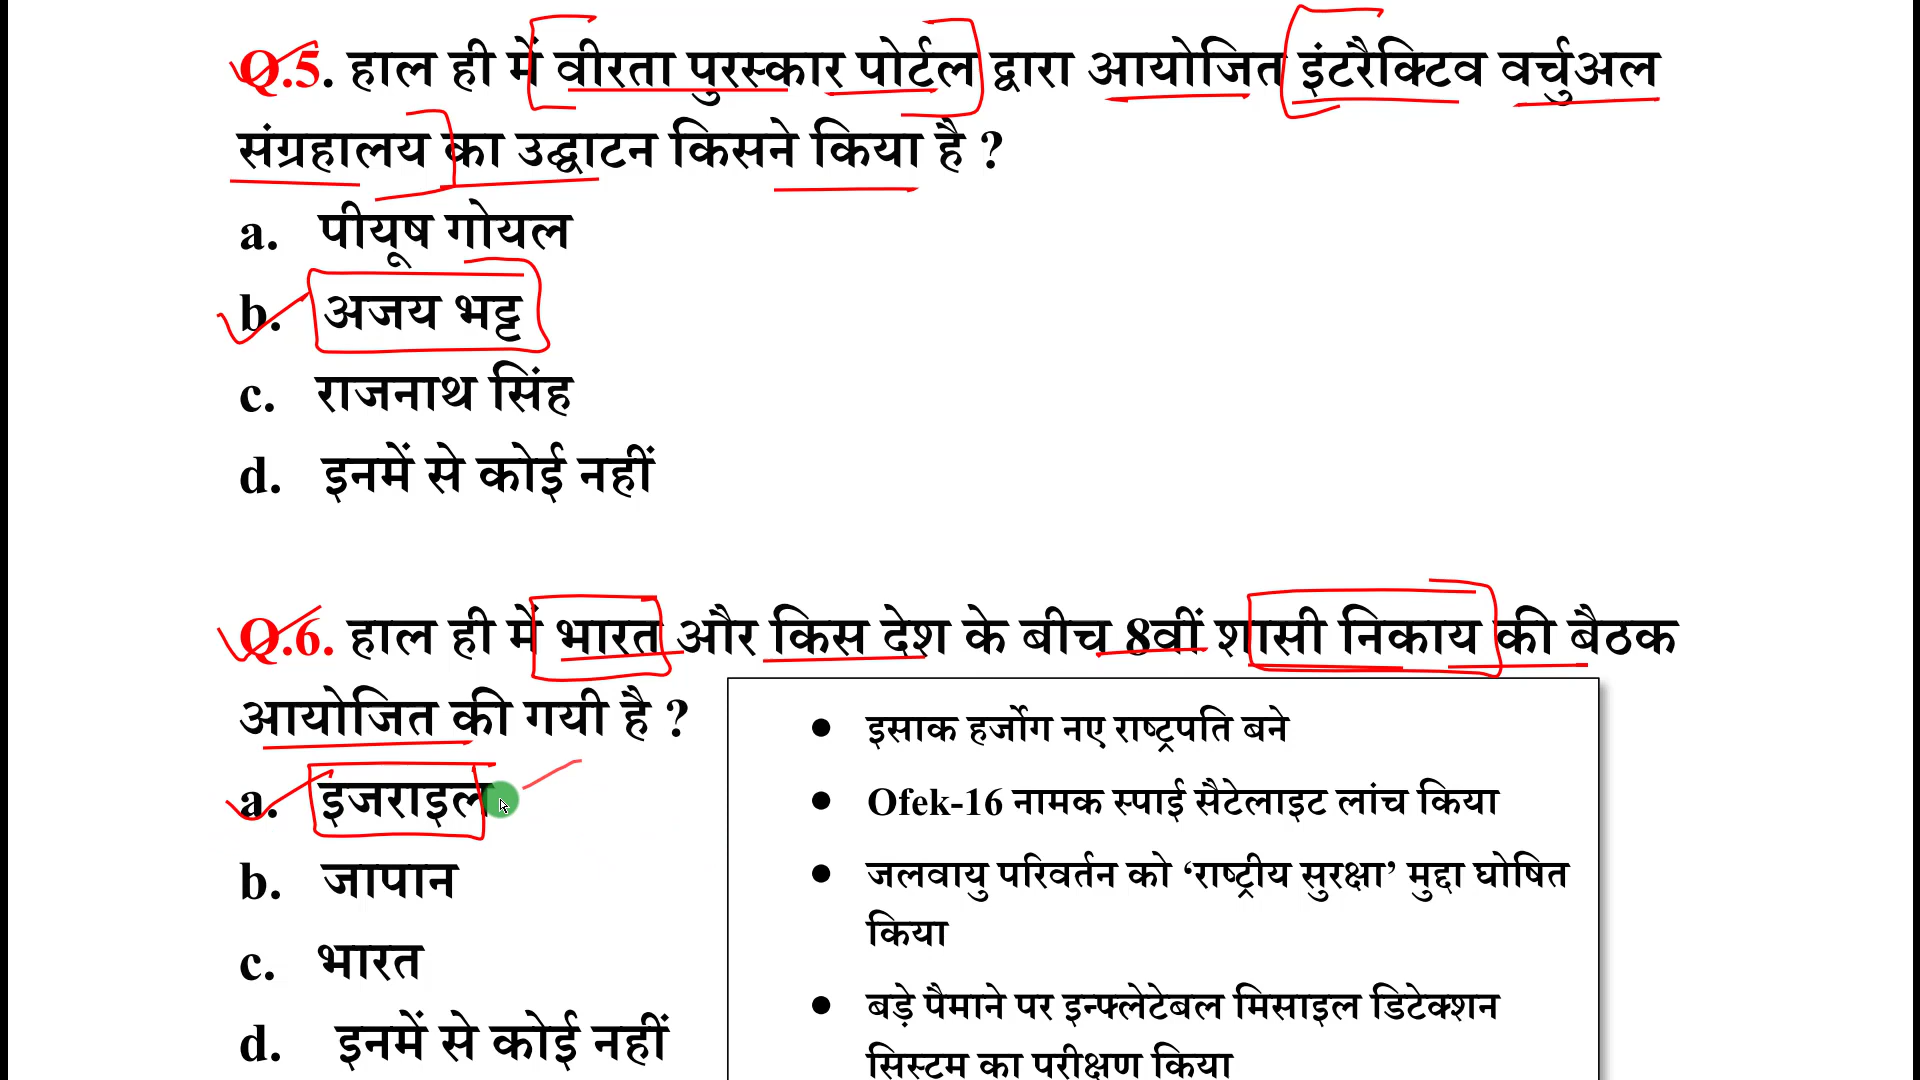 Q.5. हाल ही में वीरता पुरस्कार पोर्टल द्वारा आयोजित इंटरैक्टिव वर्चुअल
संग्रहालय का उद्घाटन किसने किया है ?
a. पीयूष गोयल
b. अजय भट्ट
c. राजनाथ सिंह
d. इनमें से कोई नहीं
Q.6. हाल ही में भारत और किस देश के बीच 8वीं शासी निकाय की बैठक
आयोजित की गयी है ?
a. इजराइल
b. जापान
c. भारत
d. इनमें से कोई नहीं
• इसाक हर्जोग नए राष्ट्रपति बने
• Ofek-16 नामक स्पाई सैटेलाइट लांच किया
• जलवायु परिवर्तन को ‘राष्ट्रीय सुरक्षा’ मुद्दा घोषित
किया
• बड़े पैमाने पर इन्फ्लेटेबल मिसाइल डिटेक्शन
सिस्टम का परीक्षण किया